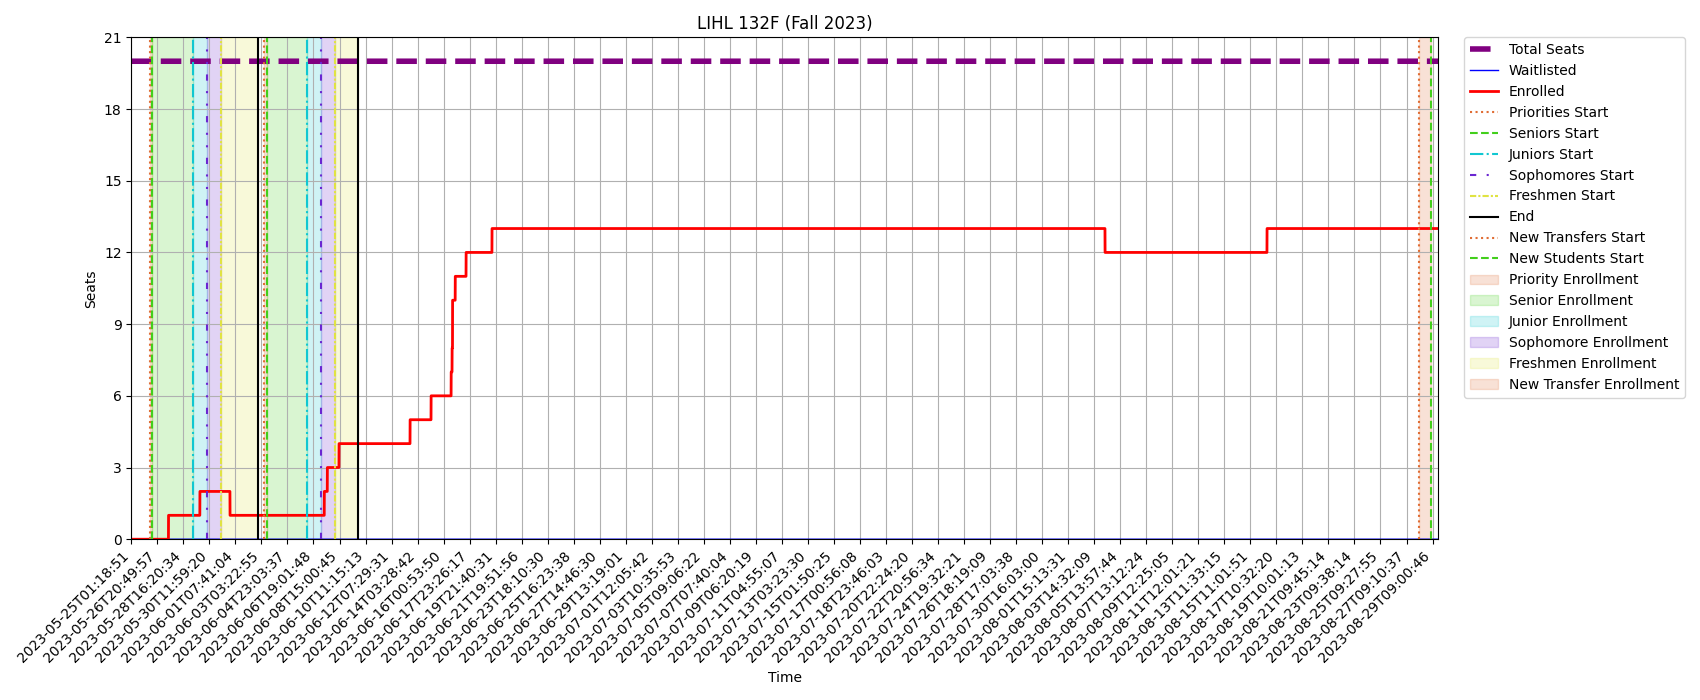 LIHL 132F (Fall 2023)
21
18
15
12
9
6
3
0
Seats
2023-05-25T01:18:51
2023-05-26T20:49:57
2023-05-28T16:20:34
2023-05-30T11:59:20
2023-06-01T07:41:04
2023-06-03T03:22:55
2023-06-04T23:03:37
2023-06-06T19:01:48
2023-06-08T15:00:45
2023-06-10T11:15:13
2023-06-12T07:29:31
2023-06-14T03:28:42
2023-06-16T00:53:50
2023-06-17T23:26:17
2023-06-19T21:40:31
2023-06-21T19:51:56
2023-06-23T18:10:30
2023-06-25T16:23:38
2023-06-27T14:46:30
2023-06-29T13:19:01
2023-07-01T12:05:42
2023-07-03T10:35:53
2023-07-05T09:06:22
2023-07-07T07:40:04
2023-07-09T06:20:19
2023-07-11T04:55:07
2023-07-13T03:23:30
2023-07-15T01:50:25
2023-07-17T00:56:08
2023-07-18T23:46:03
2023-07-20T22:24:20
2023-07-22T20:56:34
2023-07-24T19:32:21
2023-07-26T18:19:09
2023-07-28T17:03:38
2023-07-30T16:03:00
2023-08-01T15:13:31
2023-08-03T14:32:09
2023-08-05T13:57:44
2023-08-07T13:12:24
2023-08-09T12:25:05
2023-08-11T12:01:21
2023-08-13T11:33:15
2023-08-15T11:01:51
2023-08-17T10:32:20
2023-08-19T10:01:13
2023-08-21T09:45:14
2023-08-23T09:38:14
2023-08-25T09:27:55
2023-08-27T09:10:37
2023-08-29T09:00:46
Time
Total Seats
Waitlisted
Enrolled
Priorities Start
Seniors Start
Juniors Start
Sophomores Start
Freshmen Start
End
New Transfers Start
New Students Start
Priority Enrollment
Senior Enrollment
Junior Enrollment
Sophomore Enrollment
Freshmen Enrollment
New Transfer Enrollment